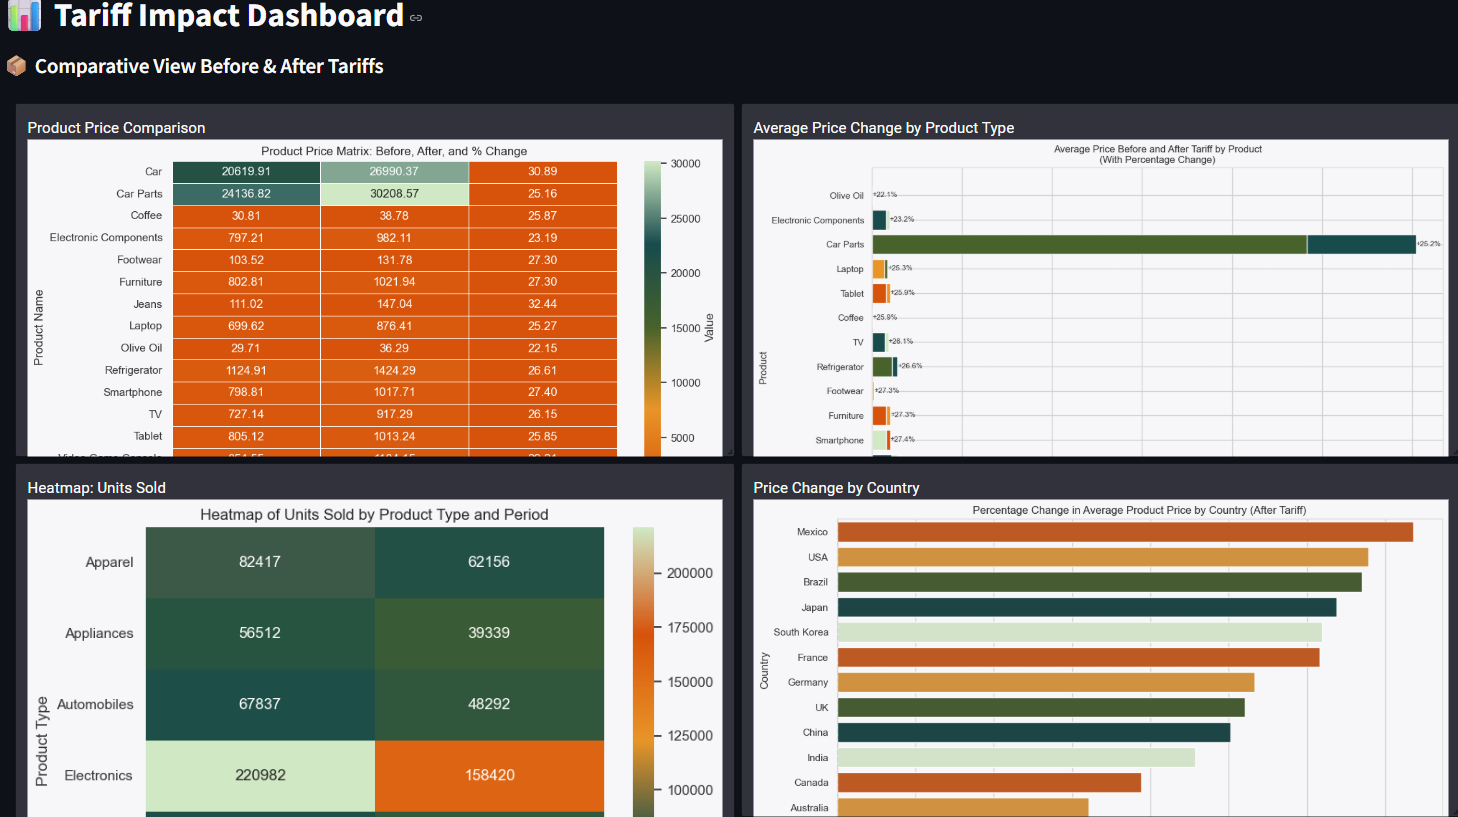 Tariff Impact Dashboard
Comparative View Before & After Tariffs
Product Price Comparison
Product Price Matrix: Before, After, and % Change
Product Name
Car 20619.91 26990.37 30.89
Car Parts 24136.82 30208.57 25.16
Coffee 30.81 38.78 25.87
Electronic Components 797.21 982.11 23.19
Footwear 103.52 131.78 27.30
Furniture 802.81 1021.94 27.30
Jeans 111.02 147.04 32.44
Laptop 699.62 876.41 25.27
Olive Oil 29.71 36.29 22.15
Refrigerator 1124.91 1424.29 26.61
Smartphone 798.81 1017.71 27.40
TV 727.14 917.29 26.15
Tablet 805.12 1013.24 25.85
30000
25000
20000
15000
10000
5000
Value
Average Price Change by Product Type
Average Price Before and After Tariff by Product
(With Percentage Change)
Product
Olive Oil +22.1%
Electronic Components +23.2%
Car Parts +25.2%
Laptop +25.3%
Tablet +25.9%
Coffee +25.9%
TV +26.1%
Refrigerator +26.6%
Footwear +27.3%
Furniture +27.3%
Smartphone +27.4%
Heatmap: Units Sold
Heatmap of Units Sold by Product Type and Period
Product Type
Apparel 82417 62156
Appliances 56512 39339
Automobiles 67837 48292
Electronics 220982 158420
200000
175000
150000
125000
100000
Price Change by Country
Percentage Change in Average Product Price by Country (After Tariff)
Country
Mexico
USA
Brazil
Japan
South Korea
France
Germany
UK
China
India
Canada
Australia